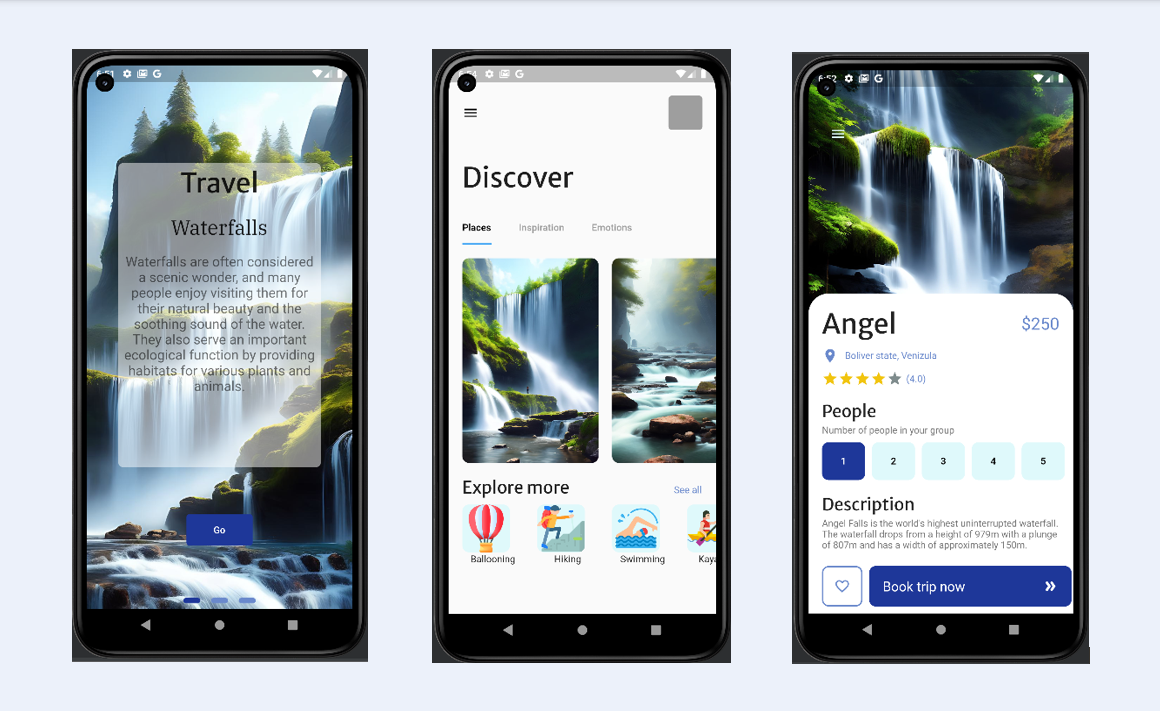 Travel
Waterfalls
Waterfalls are often considered
a scenic wonder, and many
people enjoy visiting them for
their natural beauty and the
soothing sound of the water.
They also serve an important
ecological function by providing
habitats for various plants and
animals.
Go
Discover
Places Inspiration Emotions
Explore more See all
Ballooning Hiking Swimming Kaya
6:52
Angel $250
Boliver state, Venizula
(4.0)
People
Number of people in your group
1 2 3 4 5
Description
Angel Falls is the world's highest uninterrupted waterfall.
The waterfall drops from a height of 979m with a plunge
of 807m and has a width of approximately 150m.
Book trip now